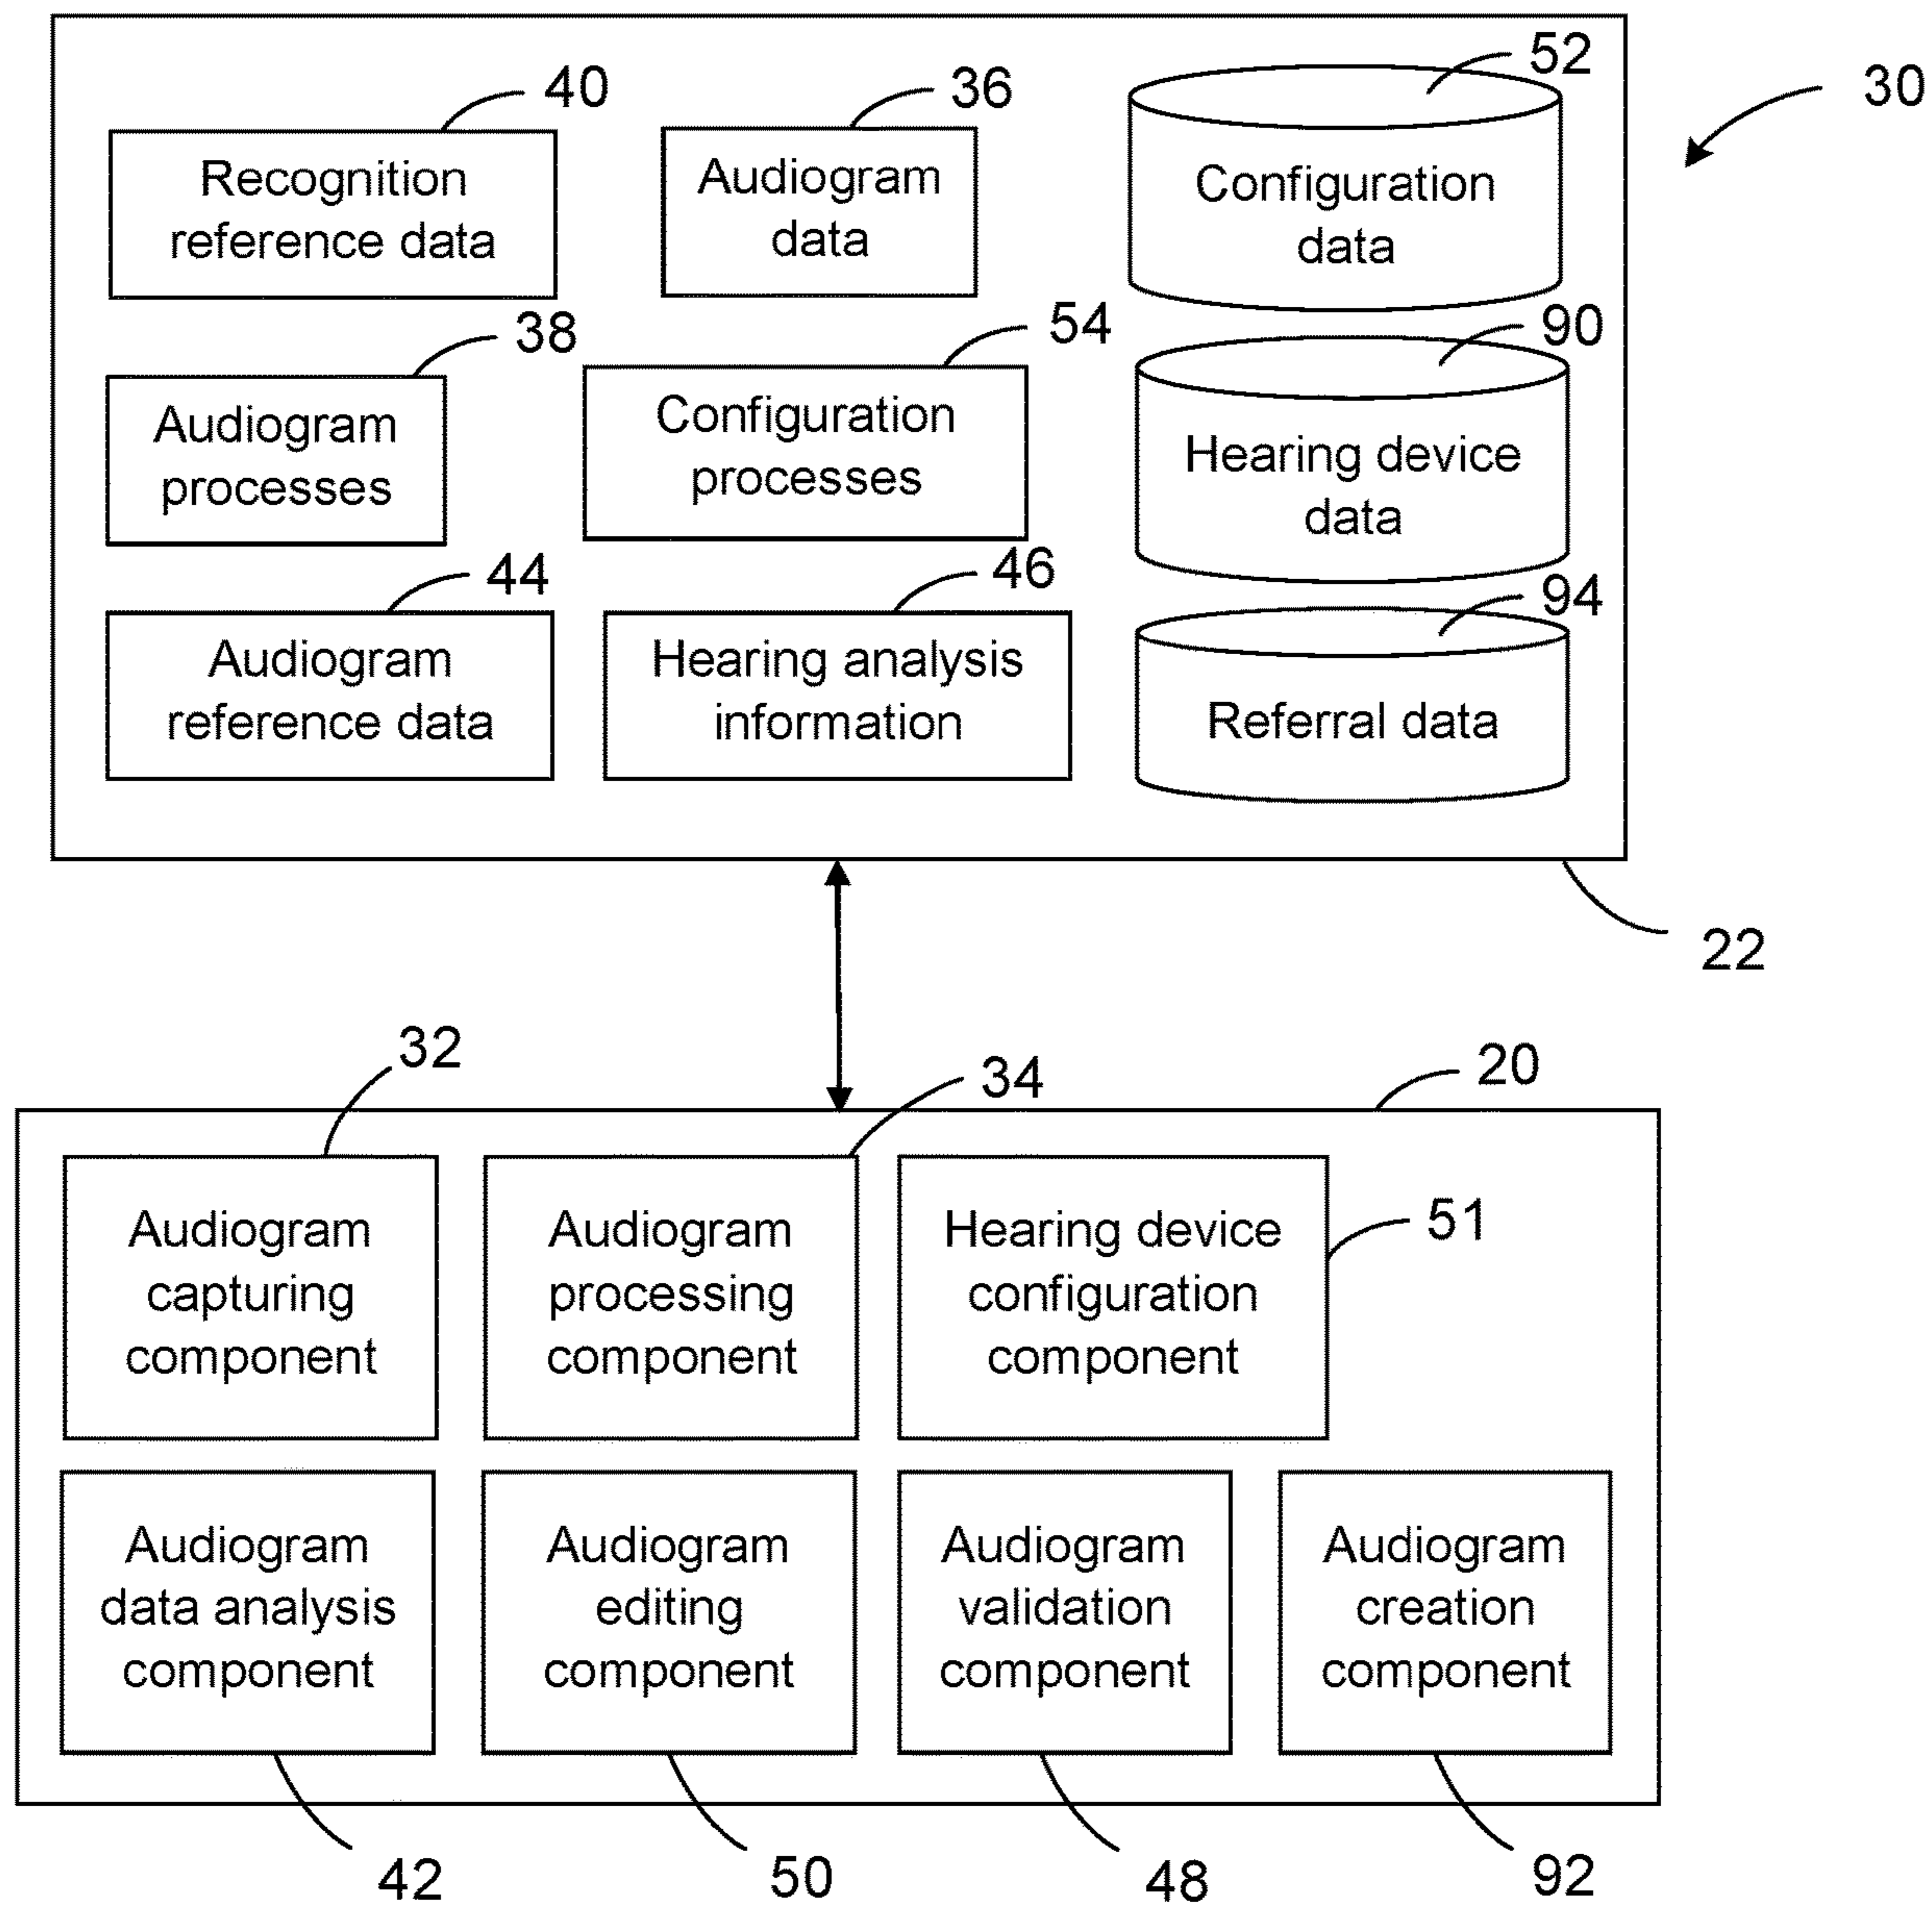 40
36
52
30
Recognition
reference data
Audiogram
data
Configuration
data
38
54
90
Audiogram
processes
Configuration
processes
Hearing device
data
44
46
94
Audiogram
reference data
Hearing analysis
information
Referral data
22
32
34
20
Audiogram
capturing
component
Audiogram
processing
component
Hearing device
configuration
component
51
Audiogram
data analysis
component
Audiogram
editing
component
Audiogram
validation
component
Audiogram
creation
component
42
50
48
92